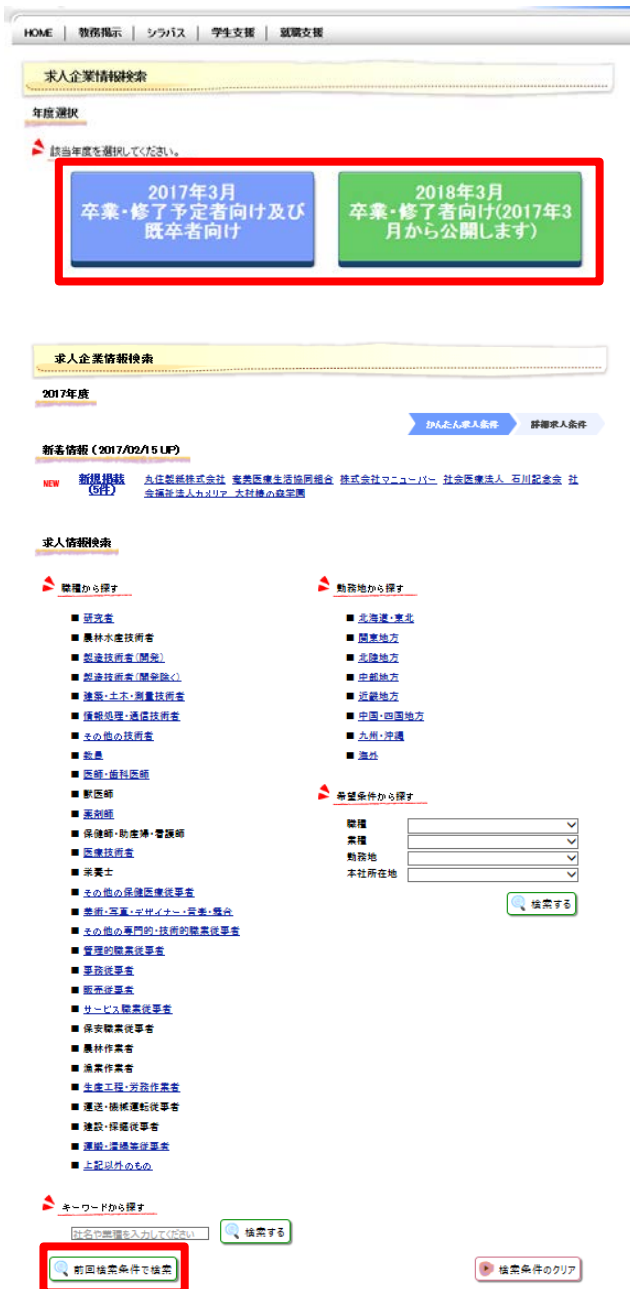 HOME | 教務掲示 | シラバス | 学生支援 | 就職支援
求人企業情報検索
年度選択
該当年度を選択してください。
2017年3月
卒業・修了予定者向け及び
既卒者向け
2018年3月
卒業・修了者向け(2017年3
月から公開します)
求人企業情報検索
2017年度
かんたん求人条件
詳細求人条件
新着情報 (2017/02/15 UP)
NEW
新規掲載
(5件)
丸住製紙株式会社 奄美医療生活協同組合 株式会社マニューバー 社会医療法人 石川記念会 社
会福祉法人カメリア 大村椿の森学園
求人情報検索
職種から探す
■ 研究者
■ 農林水産技術者
■ 製造技術者(開発)
■ 製造技術者(開発除く)
■ 建築・土木・測量技術者
■ 情報処理・通信技術者
■ その他の技術者
■ 教員
■ 医師・歯科医師
■ 獣医師
■ 薬剤師
■ 保健師・助産婦・看護師
■ 医療技術者
■ 栄養士
■ その他の保健医療従事者
■ 美術・写真・デザイナー・音楽・舞台
■ その他の専門的・技術的職業従事者
■ 管理的職業従事者
■ 事務従事者
■ 販売従事者
■ サービス職業従事者
■ 保安職業従事者
■ 農林作業者
■ 漁業作業者
■ 生産工程・労務作業者
■ 運送・機械運転従事者
■ 建設・採掘従事者
■ 運搬・清掃等従事者
■ 上記以外のもの
勤務地から探す
■ 北海道・東北
■ 関東地方
■ 北陸地方
■ 中部地方
■ 近畿地方
■ 中国・四国地方
■ 九州・沖縄
■ 海外
希望条件から探す
職種
業種
勤務地
本社所在地
検索する
キーワードから探す
社名や業種を入力してください
検索する
前回検索条件で検索
検索条件のクリア